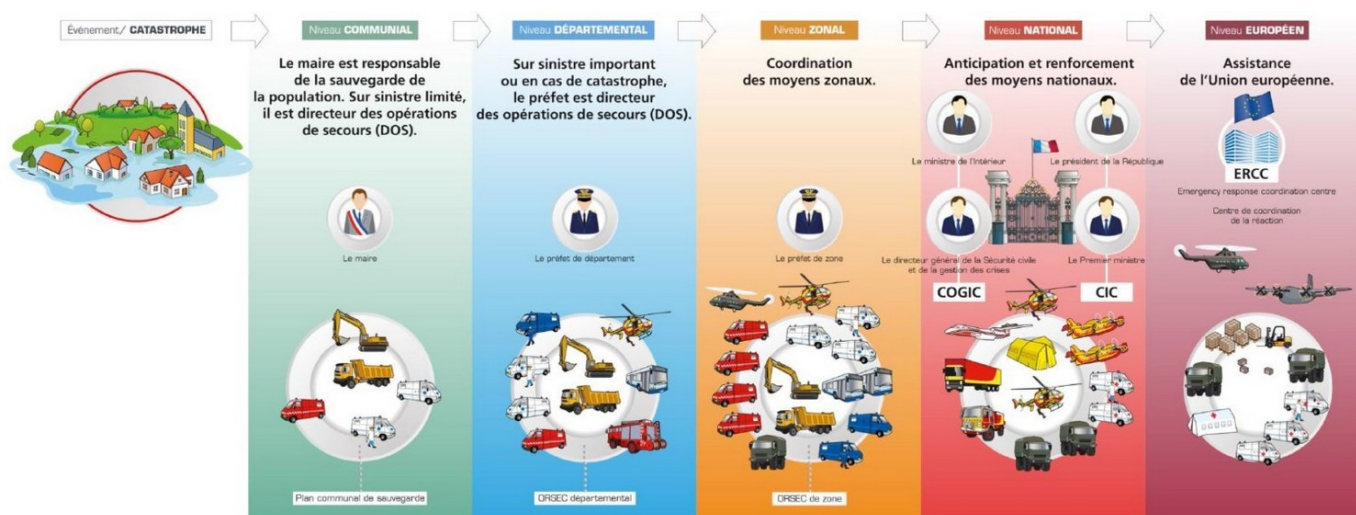 Événement/ CATASTROPHE
Niveau COMMUNIAL
Niveau DÉPARTEMENTAL
Niveau ZONAL
Niveau NATIONAL
Niveau EUROPÉEN
Le maire est responsable
de la sauvegarde de
la population. Sur sinistre limité,
il est directeur des opérations
de secours (DOS).
Le maire
Plan communal de sauvegarde
Sur sinistre important
ou en cas de catastrophe,
le préfet est directeur
des opérations de secours (DOS).
Le préfet de département
ORSEC départemental
Coordination
des moyens zonaux.
Le préfet de zone
ORSEC de zone
Anticipation et renforcement
des moyens nationaux.
Le ministre de l'Intérieur
Le président de la République
Le directeur général de la Sécurité civile
et de la gestion des crises
Le Premier ministre
COGIC
CIC
Assistance
de l'Union européenne.
ERCC
Emergency response coordination centre
Centre de coordination
de la réaction